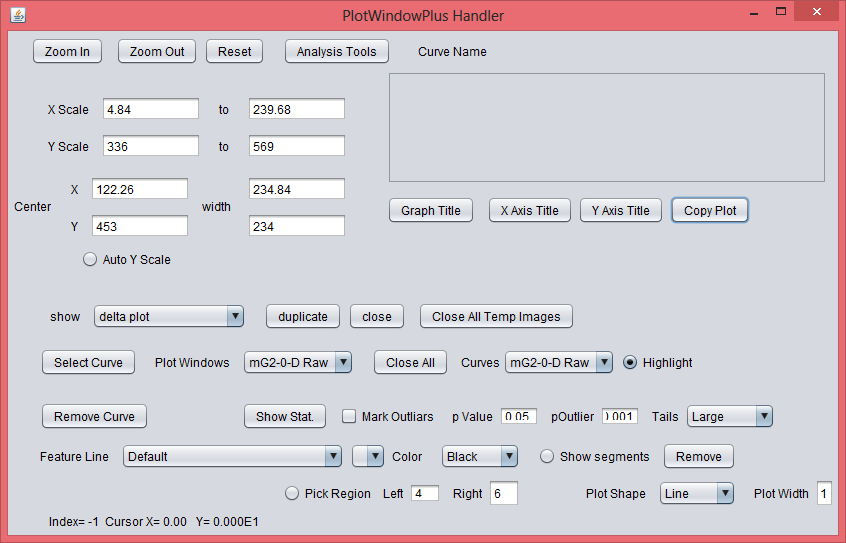 PlotWindowPlus Handler
Zoom In Zoom Out Reset Analysis Tools Curve Name
X Scale 4.84 to 239.68
Y Scale 336 to 569
X 122.26 234.84
Center width
Y 453 234
Graph Title X Axis Title Y Axis Title Copy Plot
Auto Y Scale
show delta plot duplicate close Close All Temp Images
Select Curve Plot Windows mG2-0-D Raw Close All Curves mG2-0-D Raw Highlight
Remove Curve Show Stat. Mark Outliars p Value 0.05 pOutlier 0.001 Tails Large
Feature Line Default Color Black Show segments Remove
Pick Region Left 4 Right 6 Plot Shape Line Plot Width 1
Index= -1 Cursor X= 0.00 Y= 0.000E1